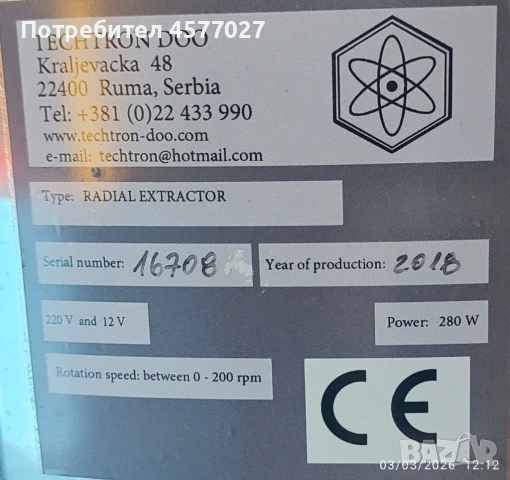 Потребител 4577027
TECHTRON DOO
Kraljevacka 48
22400 Ruma, Serbia
Tel: +381 (0)22 433 990
www.techtron-doo.com
e-mail: techtron@hotmail.com
Type: RADIAL EXTRACTOR
Serial number: 16708
Year of production: 2018
220 V and 12 V
Power: 280 W
Rotation speed: between 0 - 200 rpm
CE
BAZAR
03/03/2026 12:12